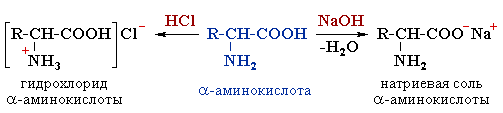 [R-CH-COOH]Cl⁻ HCl R-CH-COOH NaOH R-CH-COO⁻Na⁺
+NH₃ NH₂ -H₂O NH₂
гидрохлорид α-аминокислота натриевая соль
α-аминокислоты α-аминокислоты